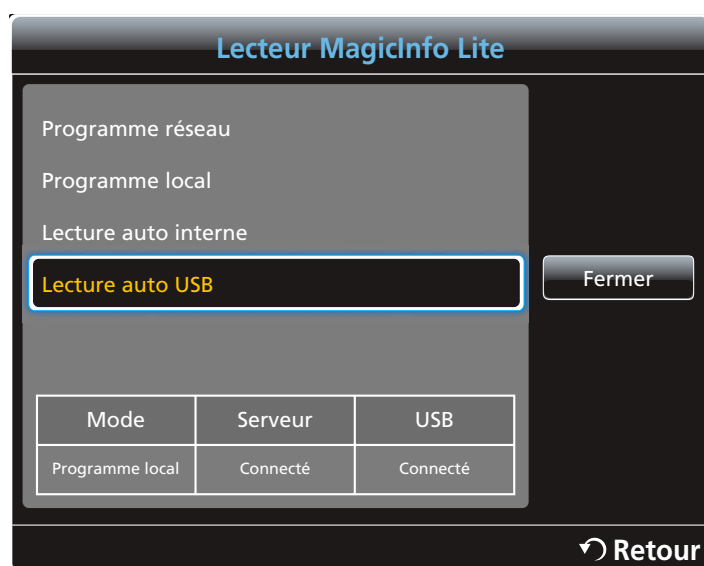 Lecteur MagicInfo Lite
Programme réseau
Programme local
Lecture auto interne
Lecture auto USB
Fermer
Mode Serveur USB
Programme local Connecté Connecté
Retour